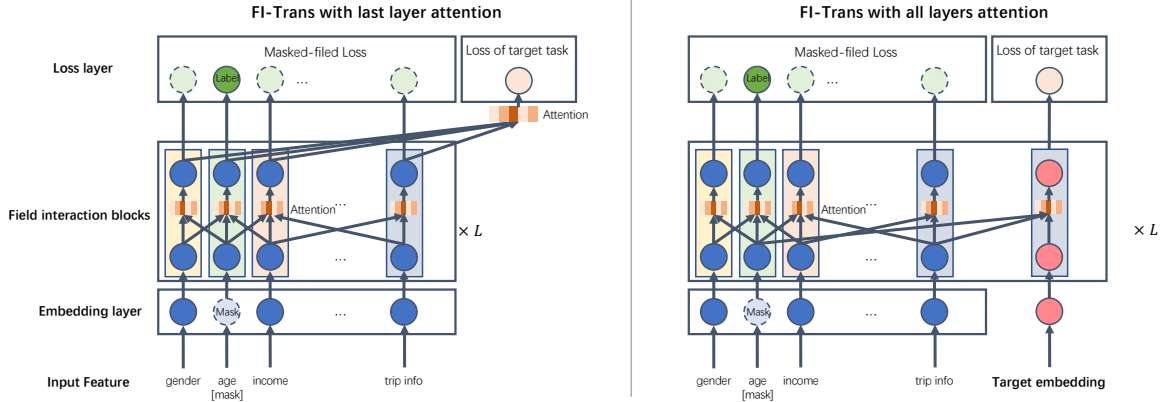 FI-Trans with last layer attention
Masked-filed Loss
Loss of target task
Loss layer
Label
...
Attention
Field interaction blocks
Attention
...
...
× L
Embedding layer
Mask
...
Input Feature
gender
age
[mask]
income
trip info
FI-Trans with all layers attention
Masked-filed Loss
Loss of target task
Label
...
Attention
...
...
× L
Mask
...
gender
age
[mask]
income
trip info
Target embedding